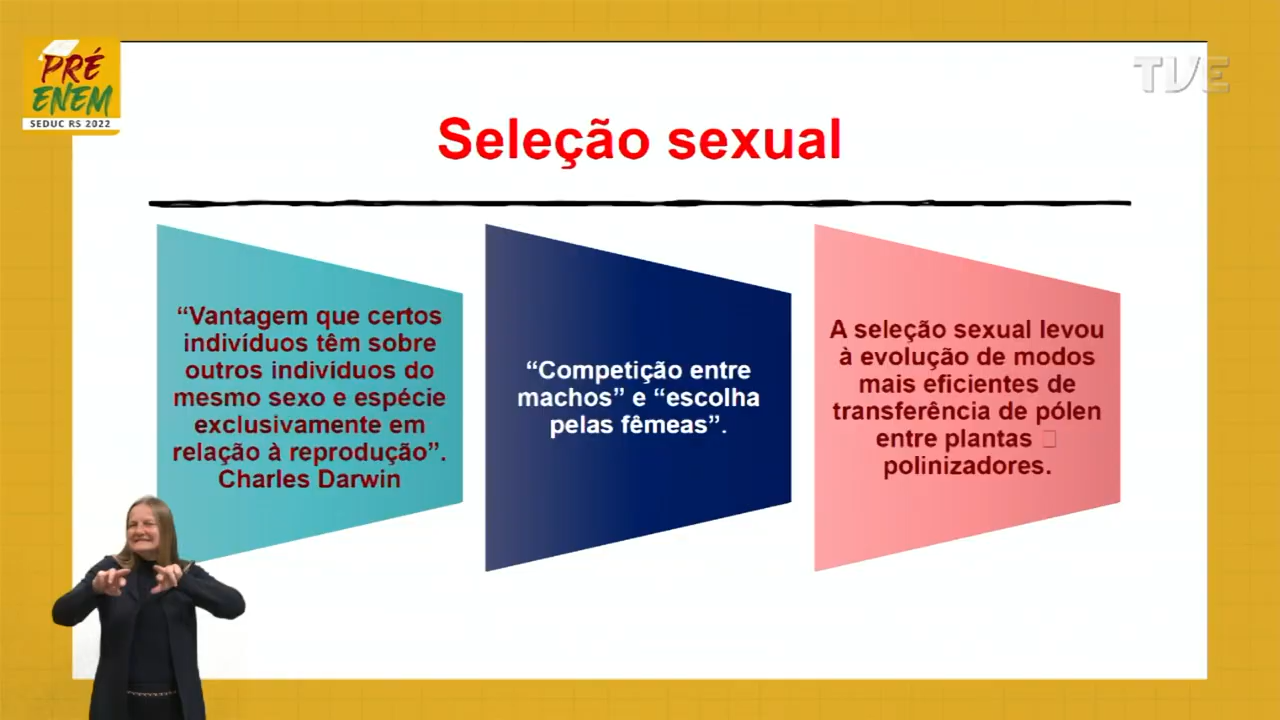 PRÉ
ENEM
SEDUC RS 2022
TVE
Seleção sexual
“Vantagem que certos
indivíduos têm sobre
outros indivíduos do
mesmo sexo e espécie
exclusivamente em
relação à reprodução”.
Charles Darwin
“Competição entre
machos” e “escolha
pelas fêmeas”.
A seleção sexual levou
à evolução de modos
mais eficientes de
transferência de pólen
entre plantas
polinizadores.